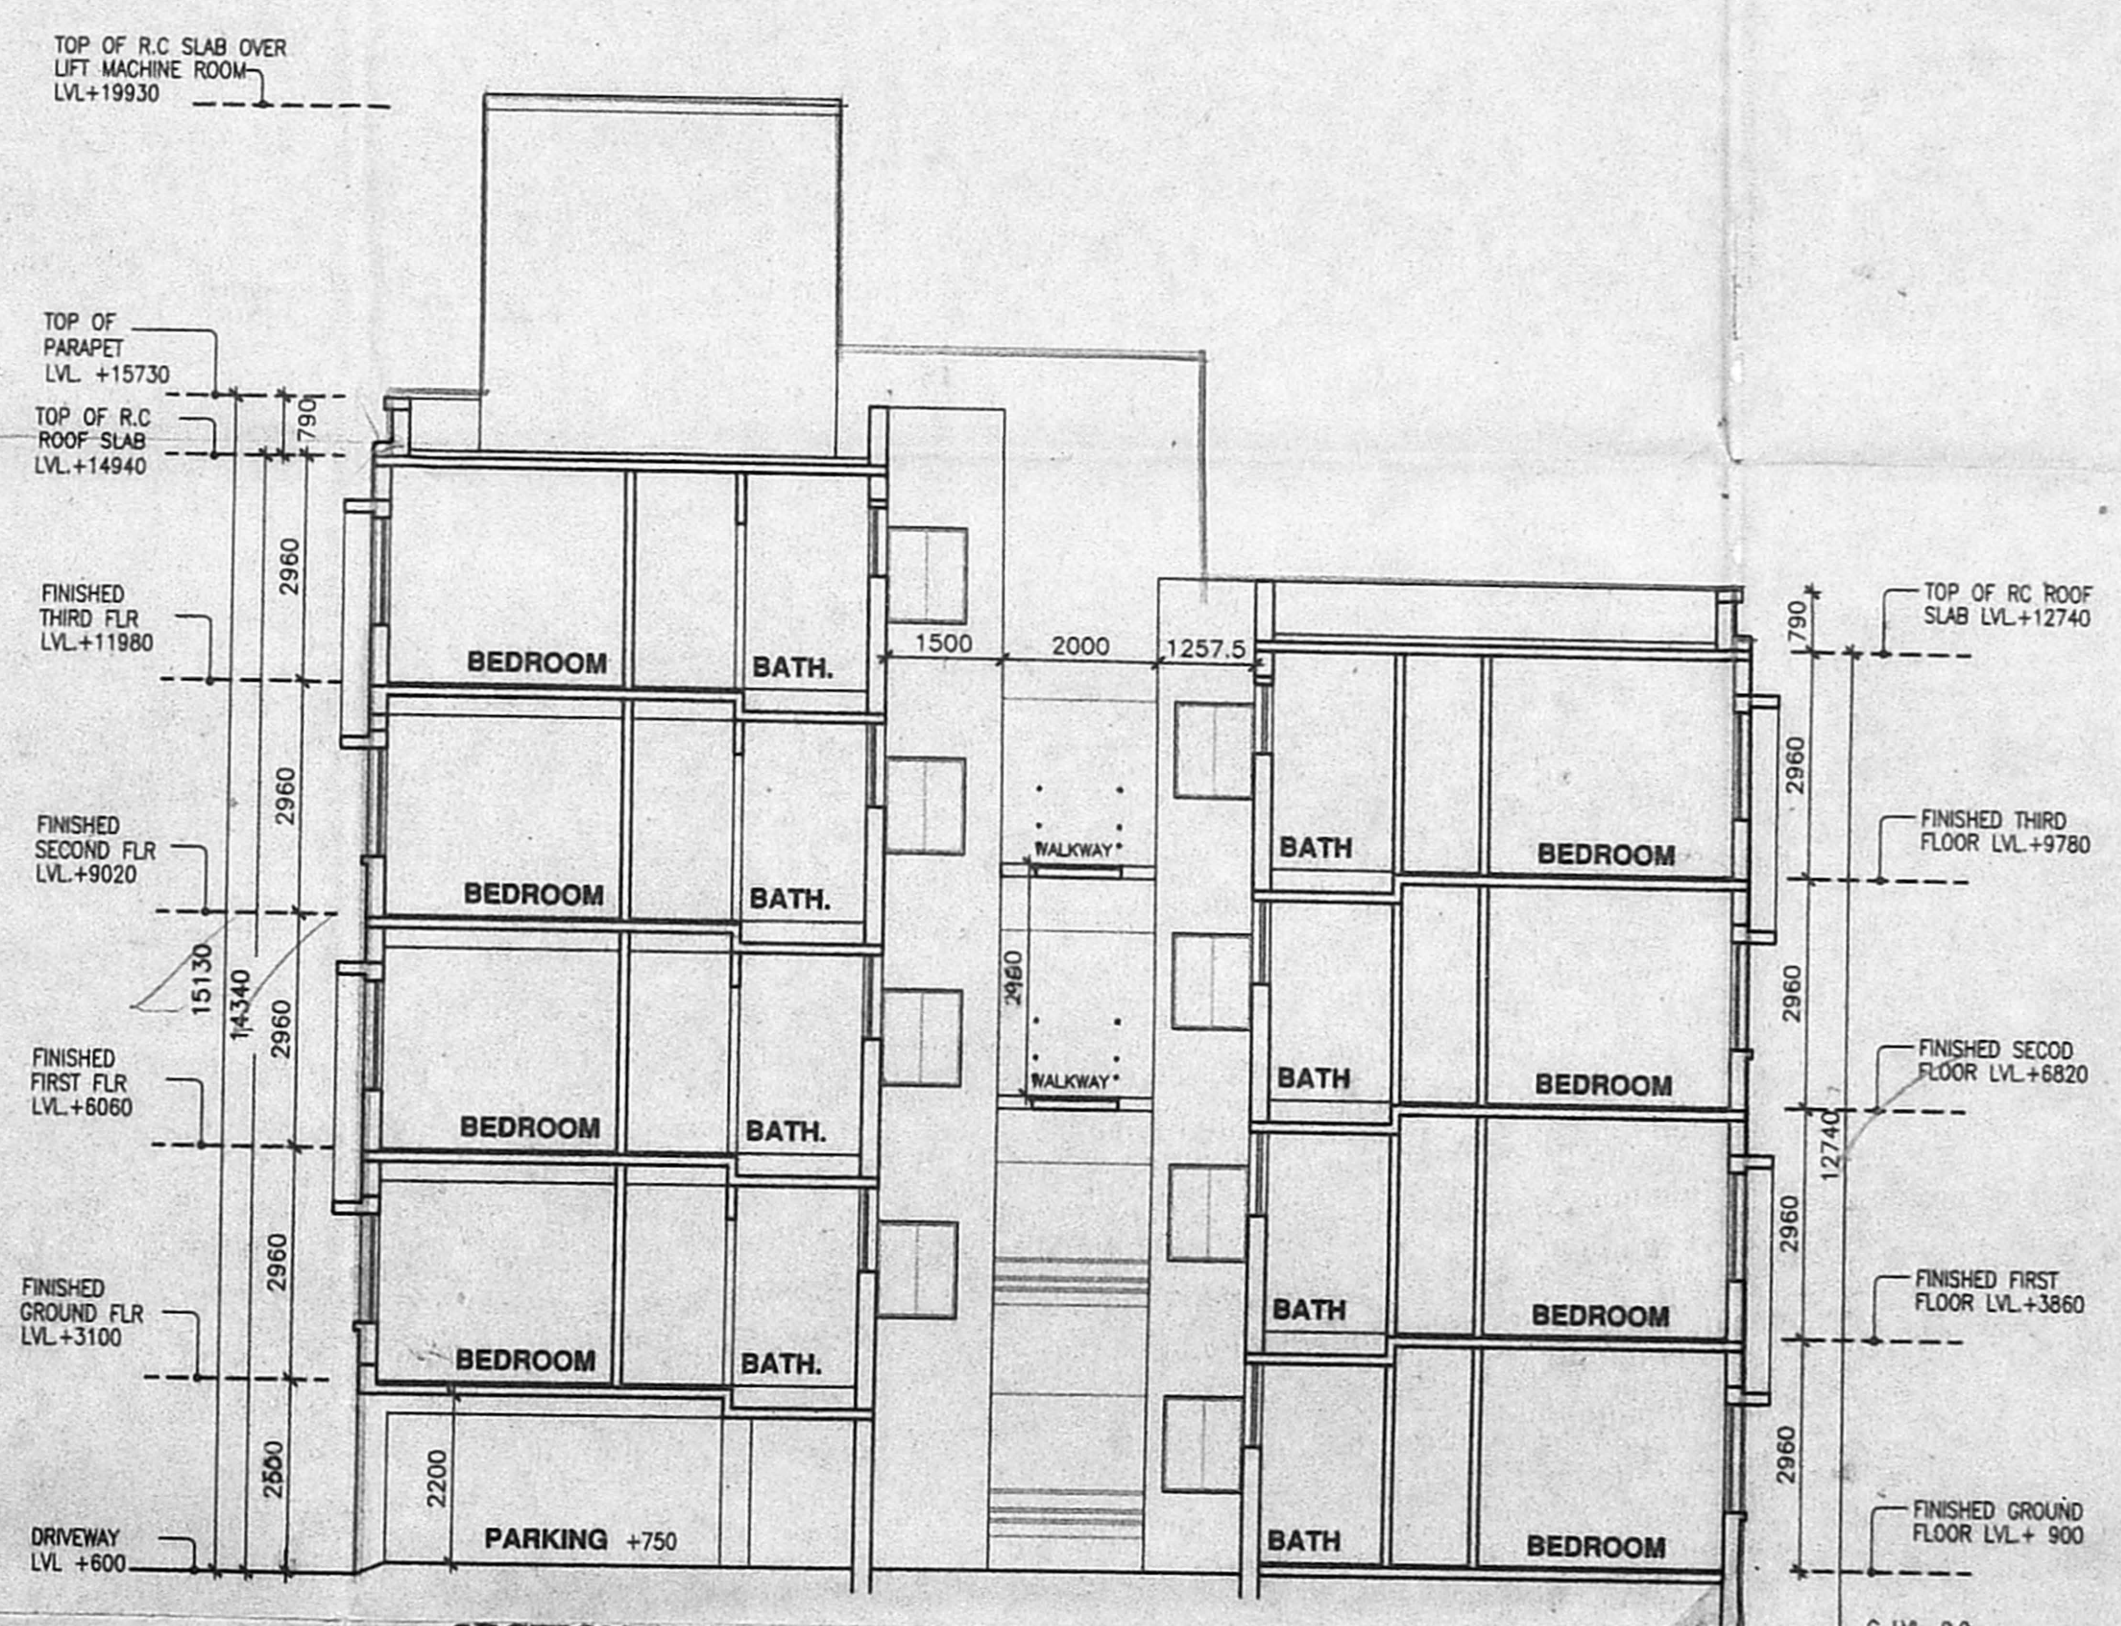 TOP OF R.C SLAB OVER
LIFT MACHINE ROOM
LVL+19930
TOP OF
PARAPET
LVL. +15730
TOP OF R.C
ROOF SLAB
LVL.+14940
790
2960
FINISHED
THIRD FLR
LVL.+11980
BEDROOM
BATH.
1500
2000
1257.5
790
TOP OF RC ROOF
SLAB LVL.+12740
2960
FINISHED
SECOND FLR
LVL.+9020
BEDROOM
BATH.
WALKWAY
BATH
BEDROOM
2960
FINISHED THIRD
FLOOR LVL.+9780
15130
14340
2960
2960
2960
FINISHED
FIRST FLR
LVL.+6060
BEDROOM
BATH.
WALKWAY
BATH
BEDROOM
FINISHED SECOD
FLOOR LVL.+6820
12740
2960
2960
FINISHED
GROUND FLR
LVL.+3100
BEDROOM
BATH.
BATH
BEDROOM
FINISHED FIRST
FLOOR LVL.+3860
2200
2960
DRIVEWAY
LVL +600
PARKING +750
BATH
BEDROOM
FINISHED GROUND
FLOOR LVL.+ 900